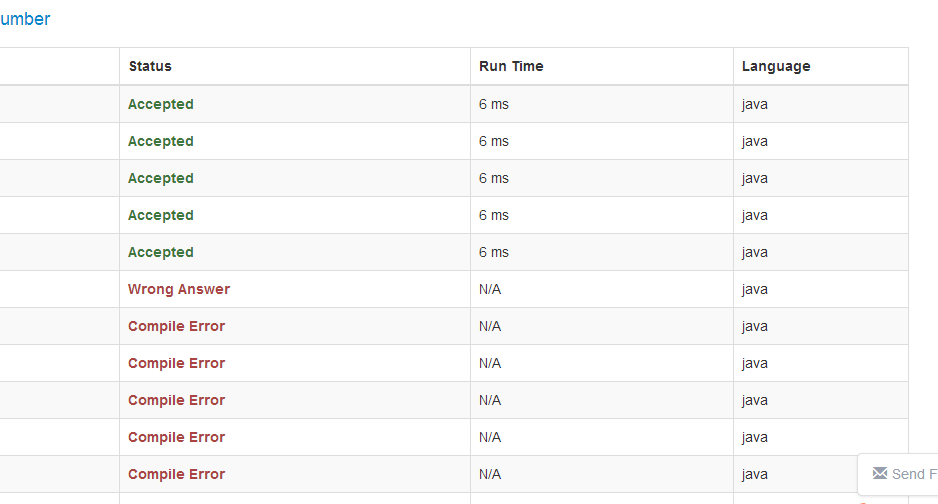 umber
Status Run Time Language
Accepted 6 ms java
Accepted 6 ms java
Accepted 6 ms java
Accepted 6 ms java
Accepted 6 ms java
Wrong Answer N/A java
Compile Error N/A java
Compile Error N/A java
Compile Error N/A java
Compile Error N/A java
Compile Error N/A java
Send F